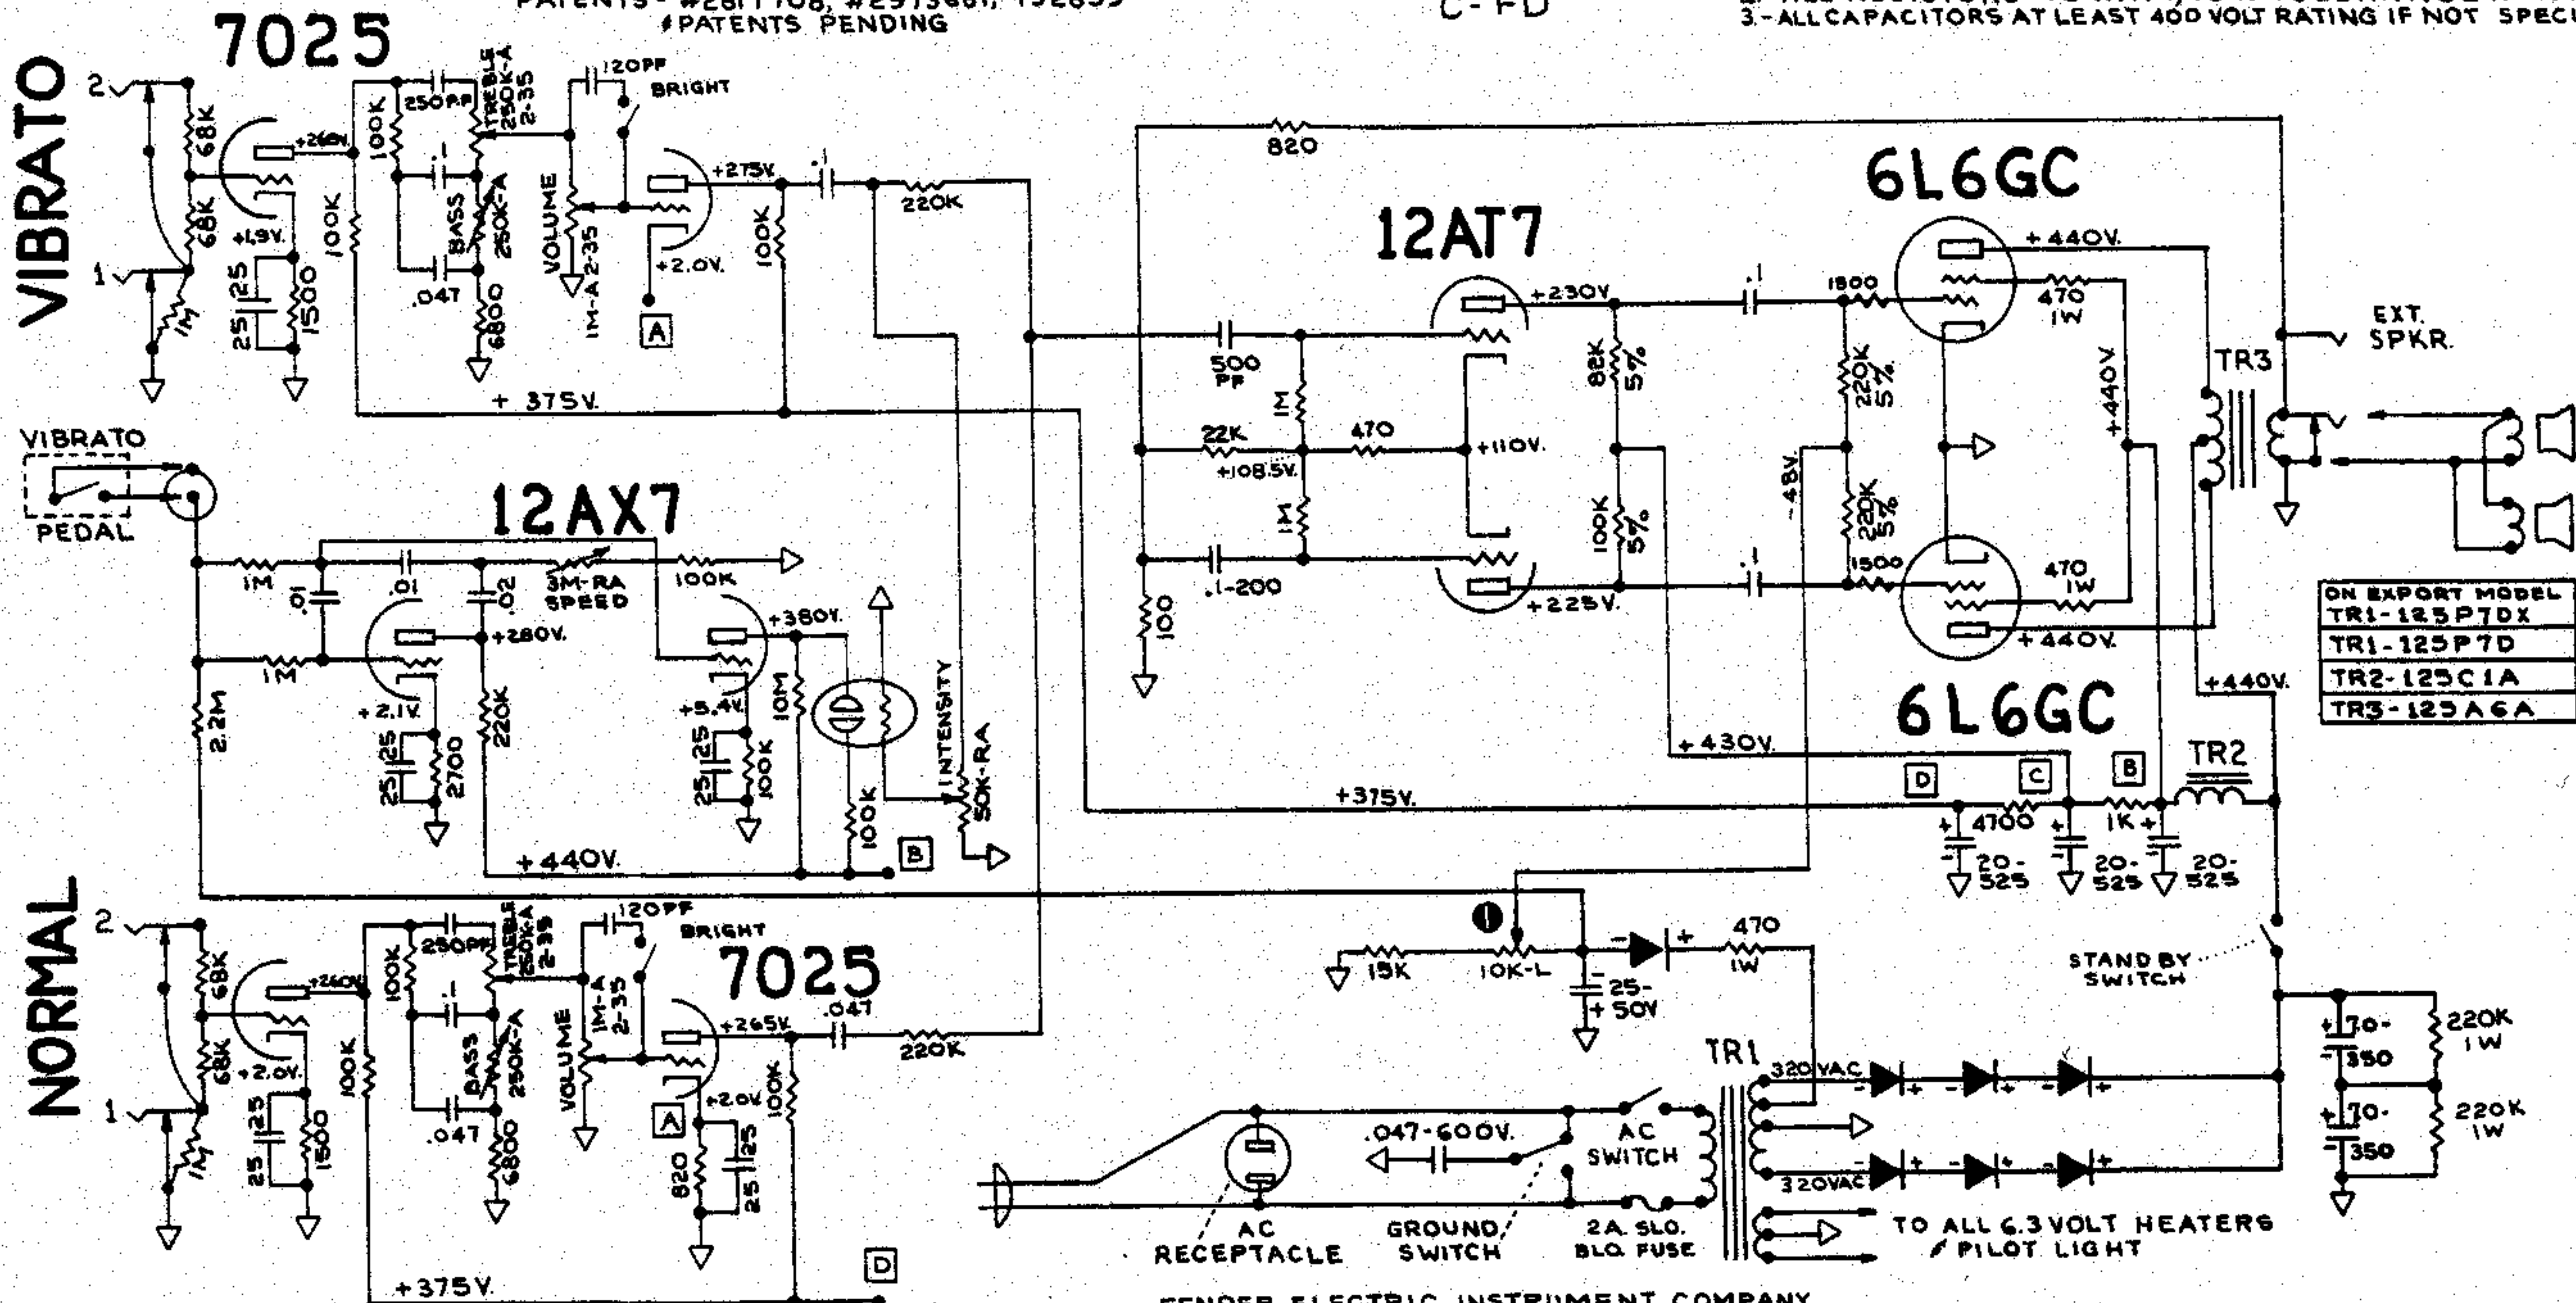 #PATENTS PENDING
C-FD
3.-ALL CAPACITORS AT LEAST 400 VOLT RATING IF NOT
VIBRATO
7025
2
68K
68K
1
1M
+260V.
+1.9V.
25 25
1500
100K
100K
250PF
.1
.047
TREBLE
250K-A
2-35
BASS
250K-A
6800
120PF
BRIGHT
VOLUME
1M-A 2-35
+275V.
+2.0V.
A
100K
.1
220K
+ 375V.
820
12AT7
6L6GC
500
PF
1M
22K
+108.5V.
470
1M
.1-200
100
+230V
+110V.
+225V.
82K
5%
100K
5%
.1
.1
1500
220K
5%
220K
5%
1500
-48V.
+440V.
470
1W
+440V.
470
1W
+440V.
6L6GC
TR3
EXT.
SPKR.
ON EXPORT MODEL
TR1-125P7DX
TR1-125P7D
TR2-125C1A
TR3-125A6A
VIBRATO
PEDAL
12AX7
1M
.01
.01
.02
3M-RA
SPEED
100K
1M
2.2M
+280V.
+2.1V.
25 25
2700
220K
+380V.
+5.4V.
25 25
100K
10M
100K
INTENSITY
50K-RA
+440V.
B
+430V.
+440V.
TR2
D
C
B
+375V.
4700
1K
+
-
20-
525
+
-
20-
525
+
-
20-
525
NORMAL
2
68K
68K
1
1M
+260V.
+2.0V.
25 25
1500
100K
100K
250PF
.1
.047
TREBLE
250K-A
2-35
BASS
250K-A
6800
120PF
BRIGHT
VOLUME
1M-A
2-35
7025
+265V.
.047
220K
A
+2.0V.
820
25 25
100K
+375V.
D
1
15K
10K-L
- +
470
1W
-
25-
+ 50V
STAND BY
SWITCH
+ 70-
- 350
220K
1W
+ 70-
- 350
220K
1W
TR1
320VAC
- + - + - +
320VAC
- + - + - +
.047-600V.
AC
SWITCH
AC
RECEPTACLE
GROUND
SWITCH
2A. SLO.
BLO. FUSE
TO ALL 6.3 VOLT HEATERS
& PILOT LIGHT
FENDER ELECTRIC INSTRUMENT COMPANY